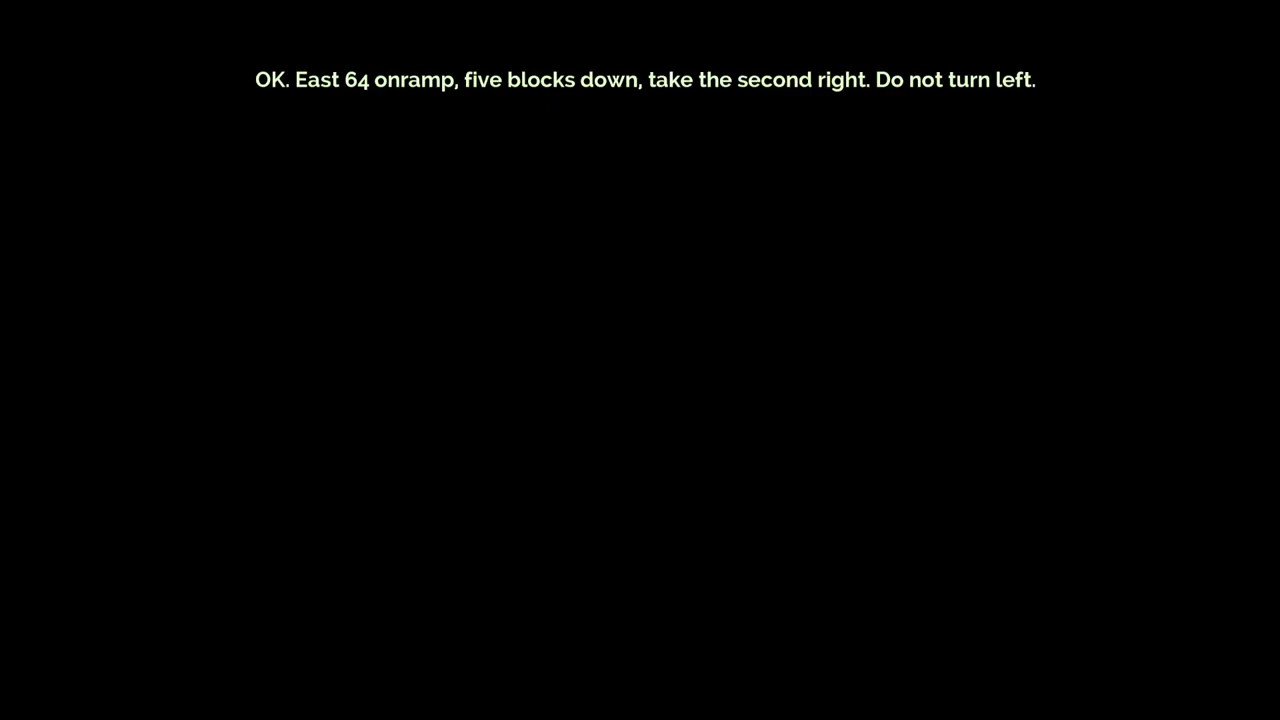 OK. East 64 onramp, five blocks down, take the second right. Do not turn left.